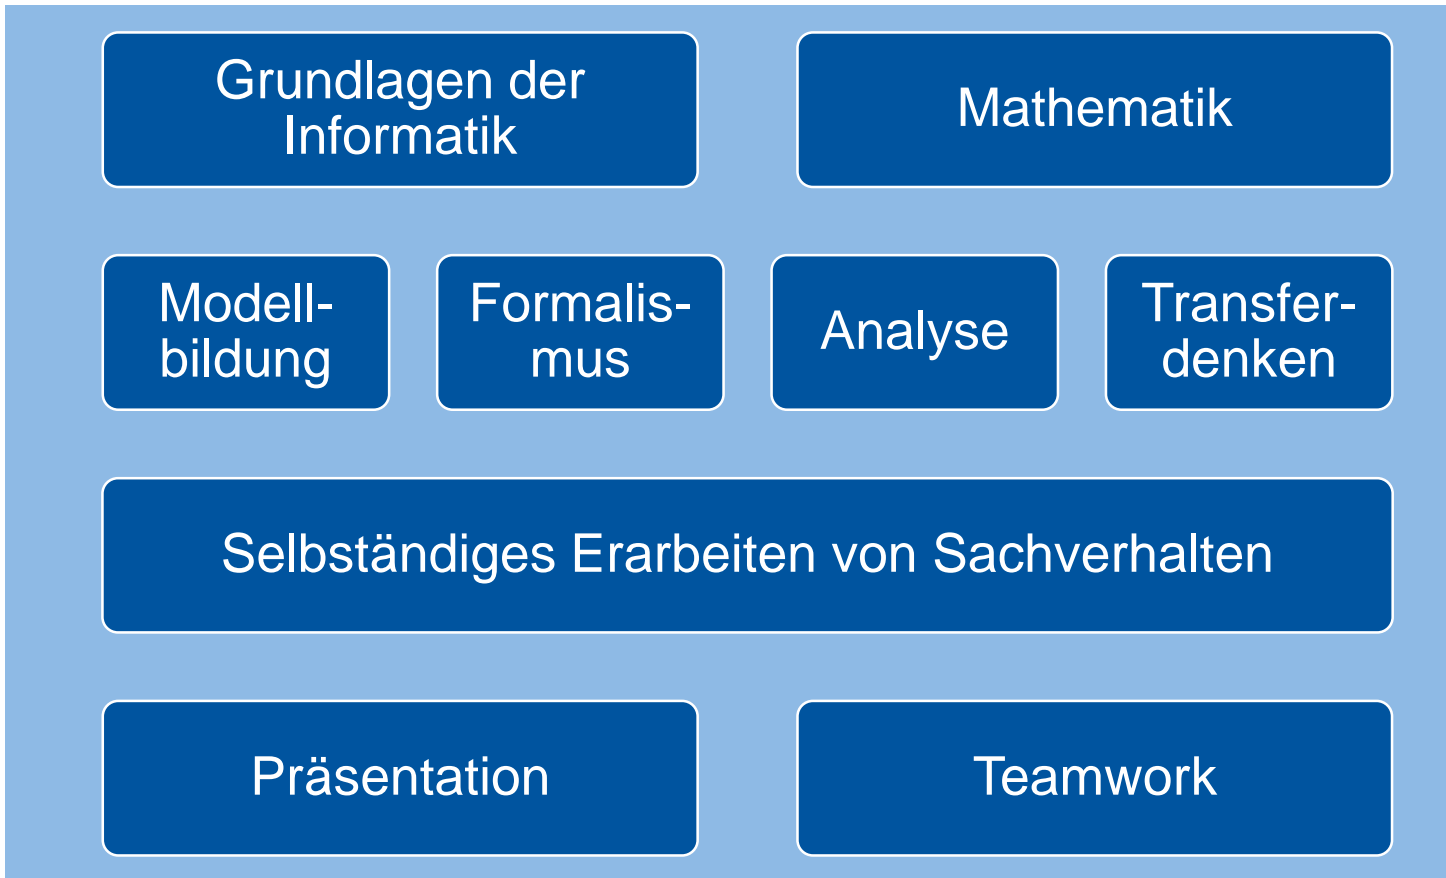 Grundlagen der
Informatik
Mathematik
Modell-
bildung
Formalis-
mus
Analyse
Transfer-
denken
Selbständiges Erarbeiten von Sachverhalten
Präsentation
Teamwork